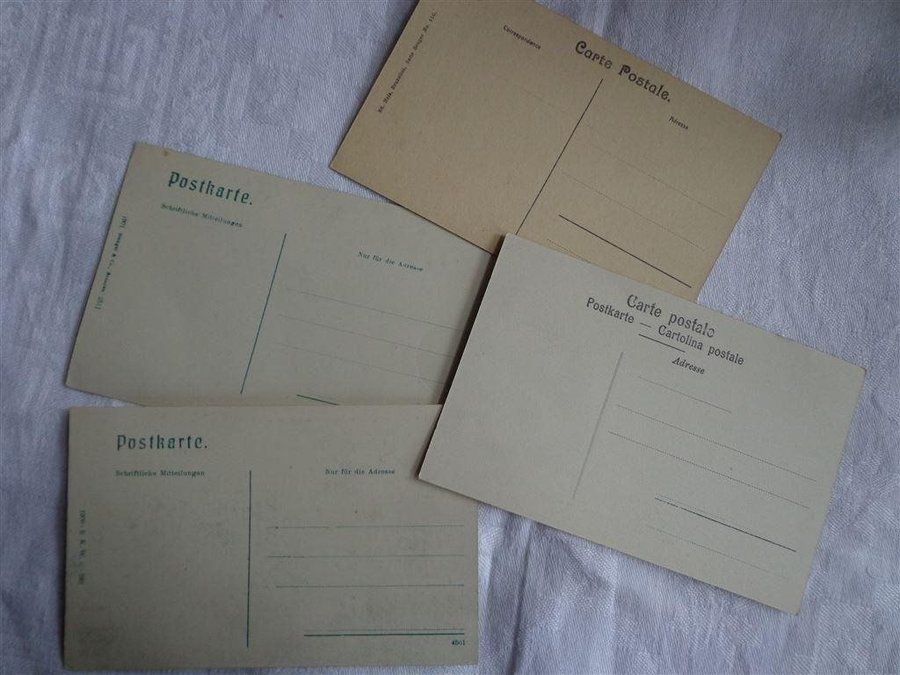 Carte Postale.
Correspondance
Adresse
Postkarte.
Schriftliche Mitteilungen
Nur für die Adresse
Carte postale
Postkarte — Cartolina postale
Adresse
Postkarte.
Schriftliche Mitteilungen
Nur für die Adresse